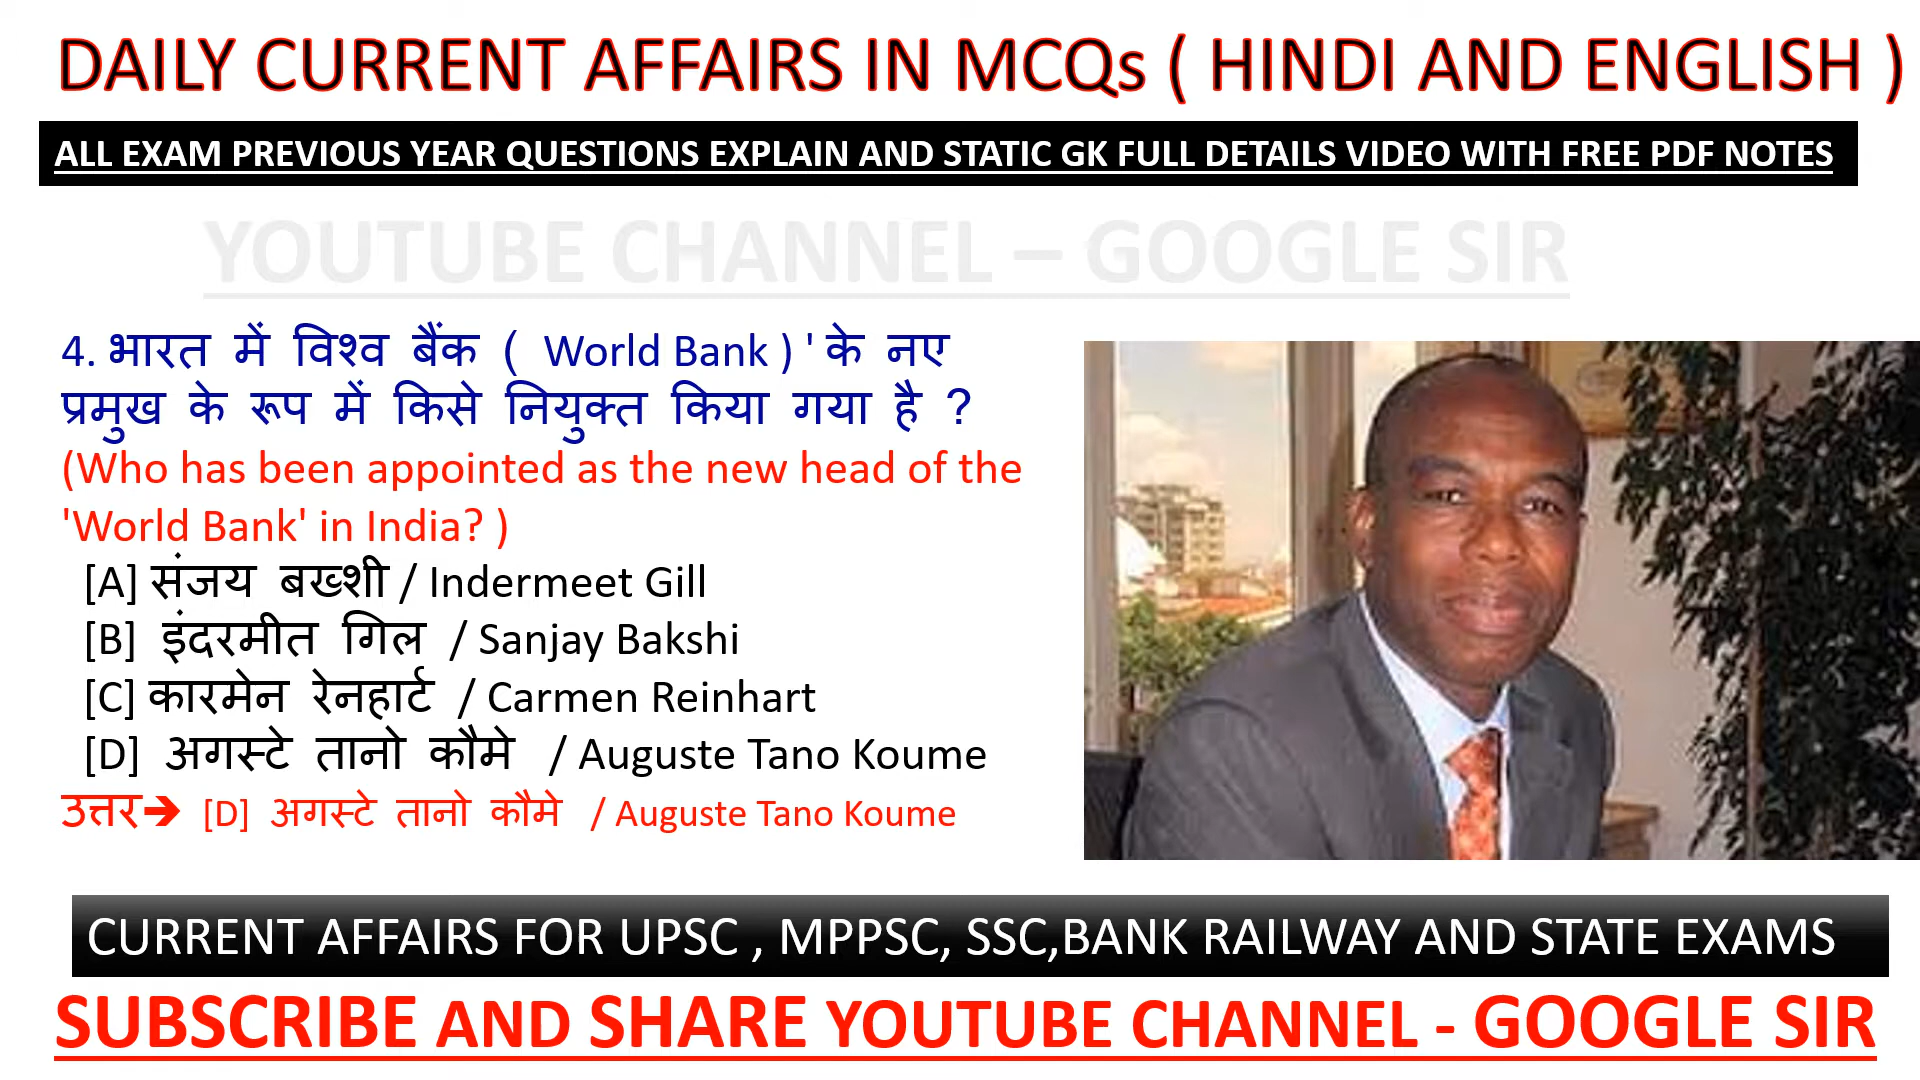 DAILY CURRENT AFFAIRS IN MCQs ( HINDI AND ENGLISH )
ALL EXAM PREVIOUS YEAR QUESTIONS EXPLAIN AND STATIC GK FULL DETAILS VIDEO WITH FREE PDF NOTES
YOUTUBE CHANNEL – GOOGLE SIR
4. भारत में विश्व बैंक ( World Bank ) ' के नए
प्रमुख के रूप में किसे नियुक्त किया गया है ?
(Who has been appointed as the new head of the
'World Bank' in India? )
[A] संजय बख्शी / Indermeet Gill
[B] इंदरमीत गिल / Sanjay Bakshi
[C] कारमेन रेनहार्ट / Carmen Reinhart
[D] अगस्टे तानो कौमे / Auguste Tano Koume
उत्तर➔ [D] अगस्टे तानो कौमे / Auguste Tano Koume
CURRENT AFFAIRS FOR UPSC , MPPSC, SSC,BANK RAILWAY AND STATE EXAMS
SUBSCRIBE AND SHARE YOUTUBE CHANNEL - GOOGLE SIR